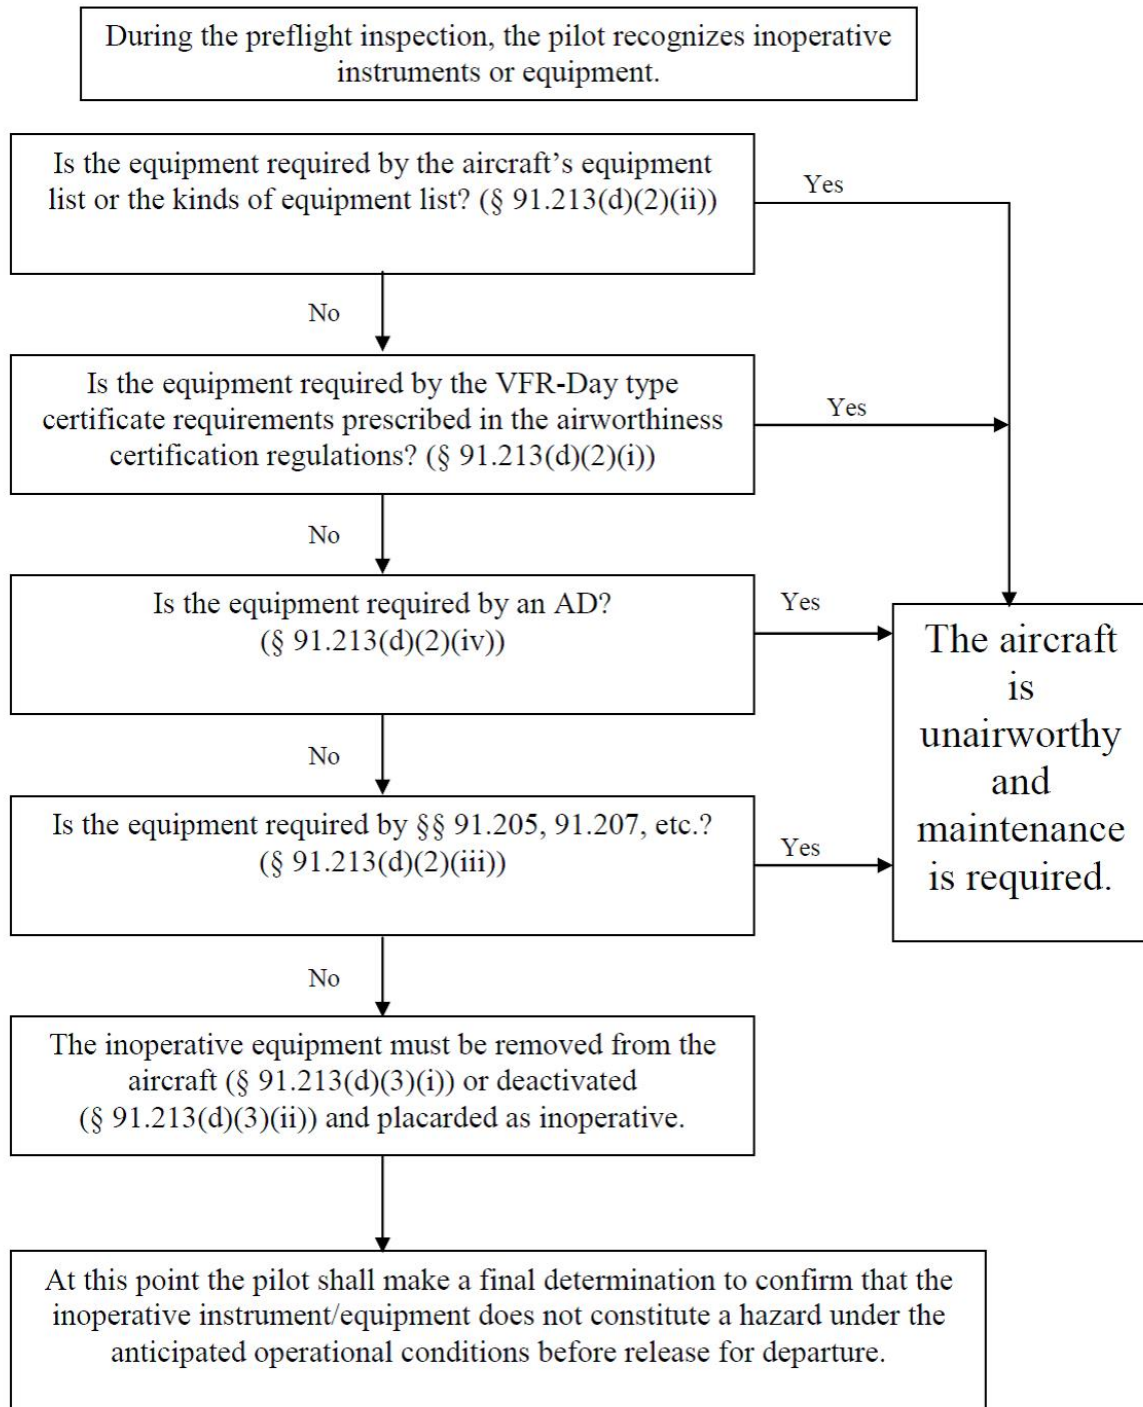 During the preflight inspection, the pilot recognizes inoperative
instruments or equipment.
Is the equipment required by the aircraft’s equipment
list or the kinds of equipment list? (§ 91.213(d)(2)(ii))
Yes
No
Is the equipment required by the VFR-Day type
certificate requirements prescribed in the airworthiness
certification regulations? (§ 91.213(d)(2)(i))
Yes
No
Is the equipment required by an AD?
(§ 91.213(d)(2)(iv))
Yes
No
Is the equipment required by §§ 91.205, 91.207, etc.?
(§ 91.213(d)(2)(iii))
Yes
No
The aircraft
is
unairworthy
and
maintenance
is required.
The inoperative equipment must be removed from the
aircraft (§ 91.213(d)(3)(i)) or deactivated
(§ 91.213(d)(3)(ii)) and placarded as inoperative.
At this point the pilot shall make a final determination to confirm that the
inoperative instrument/equipment does not constitute a hazard under the
anticipated operational conditions before release for departure.